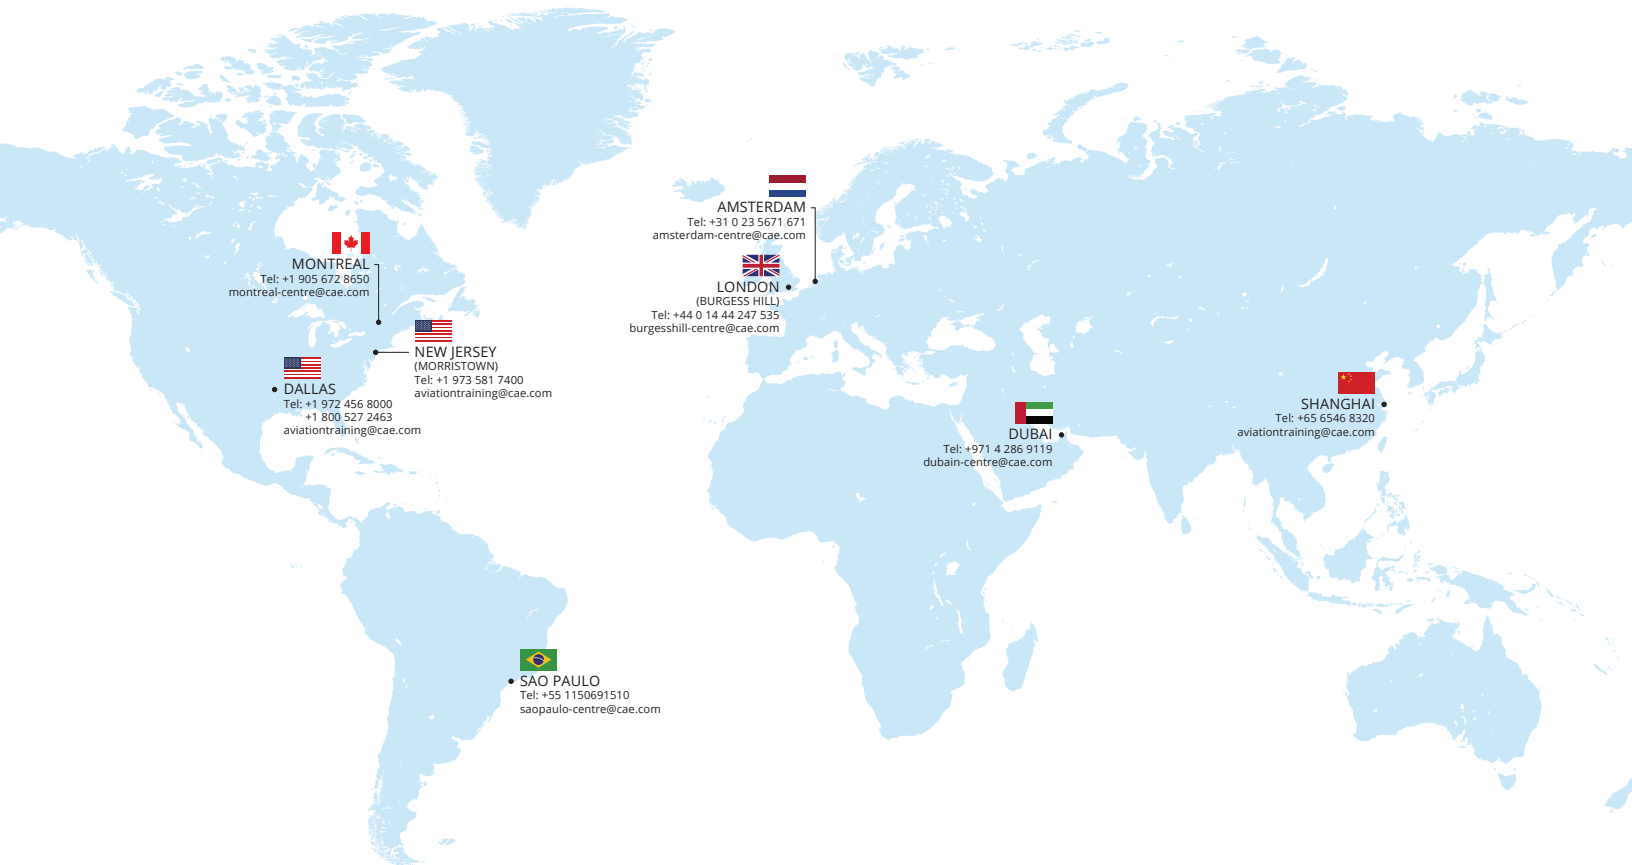 AMSTERDAM
Tel: +31 0 23 5671 671
amsterdam-centre@cae.com
MONTREAL
Tel: +1 905 672 8650
montreal-centre@cae.com
LONDON
(BURGESS HILL)
Tel: +44 0 14 44 247 535
burgesshill-centre@cae.com
NEW JERSEY
(MORRISTOWN)
Tel: +1 973 581 7400
aviationtraining@cae.com
DALLAS
Tel: +1 972 456 8000
+1 800 527 2463
aviationtraining@cae.com
SHANGHAI
Tel: +65 6546 8320
aviationtraining@cae.com
DUBAI
Tel: +971 4 286 9119
dubain-centre@cae.com
SAO PAULO
Tel: +55 1150691510
saopaulo-centre@cae.com